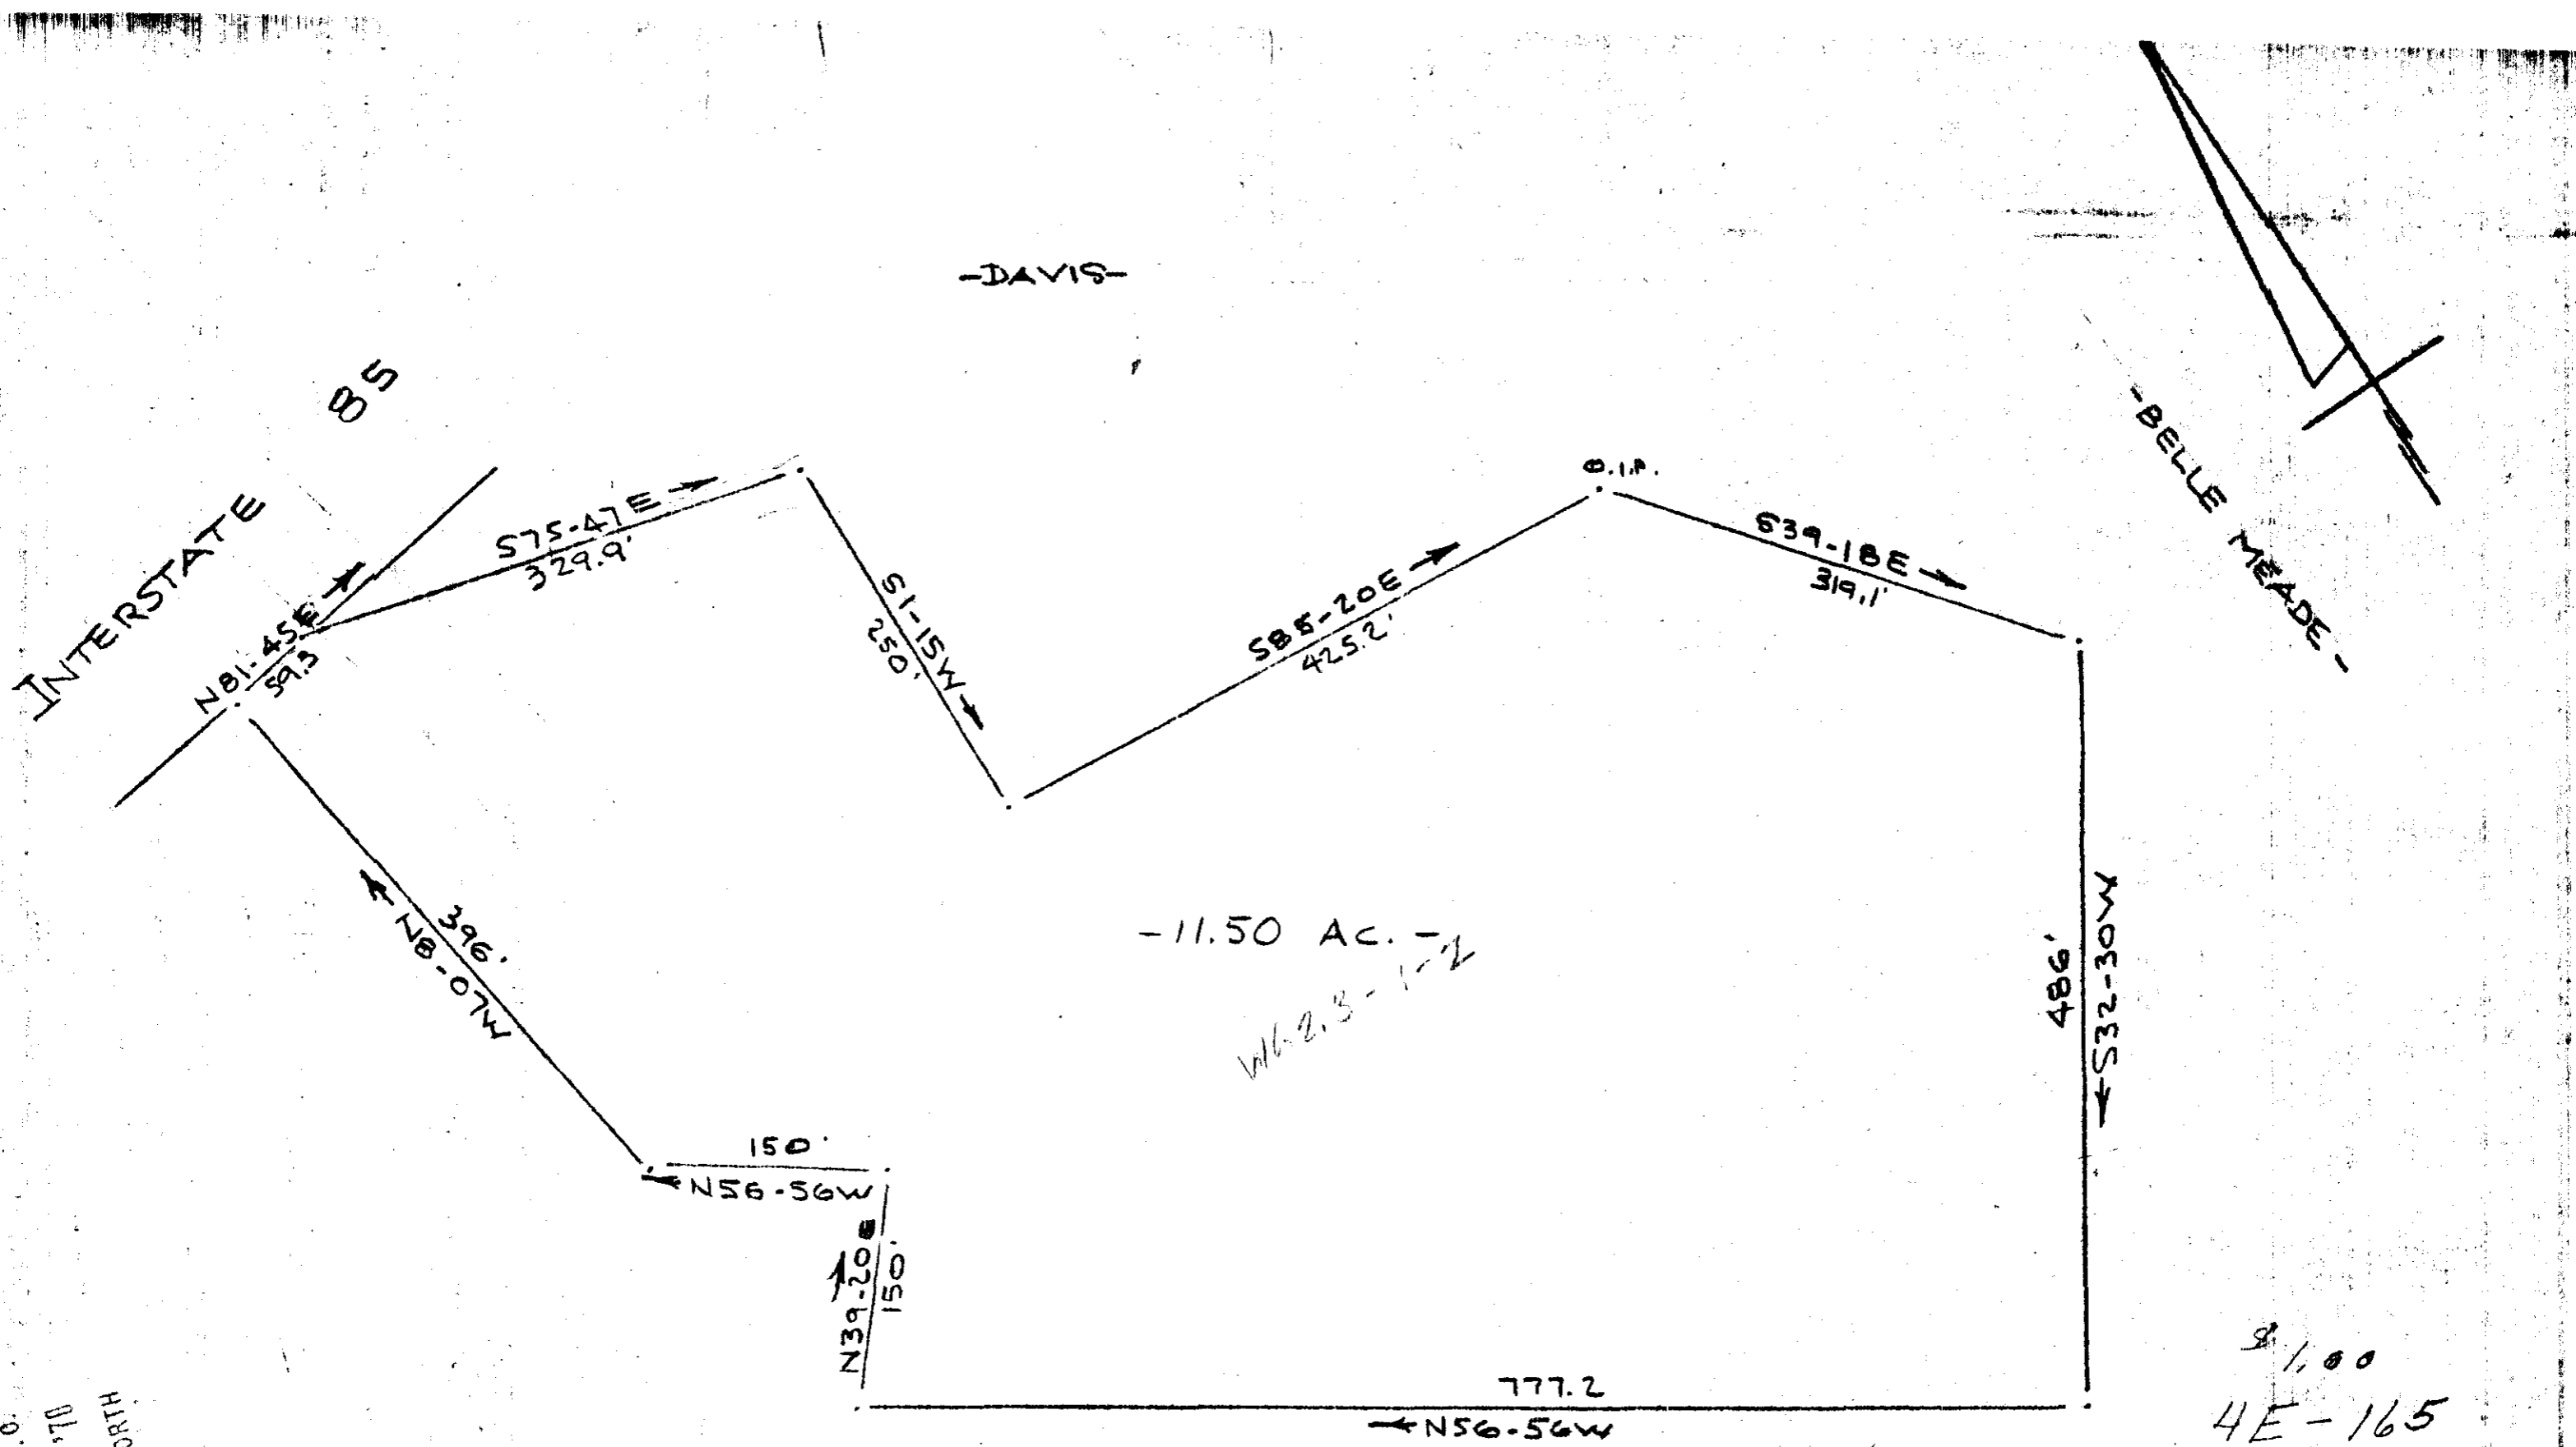 -DAVIS-
INTERSTATE 85
N81-45E
59.3
S75-47E
329.9'
S1-15W
250'
S85-20E
425.2'
O.I.P.
S39-18E
319.1'
-BELLE MEADE-
486'
S32-30W
-11.50 Ac.-
396'
N8-07W
150'
N56-56W
N39-20E
150'
777.2
N56-56W
$1.00
4E-165